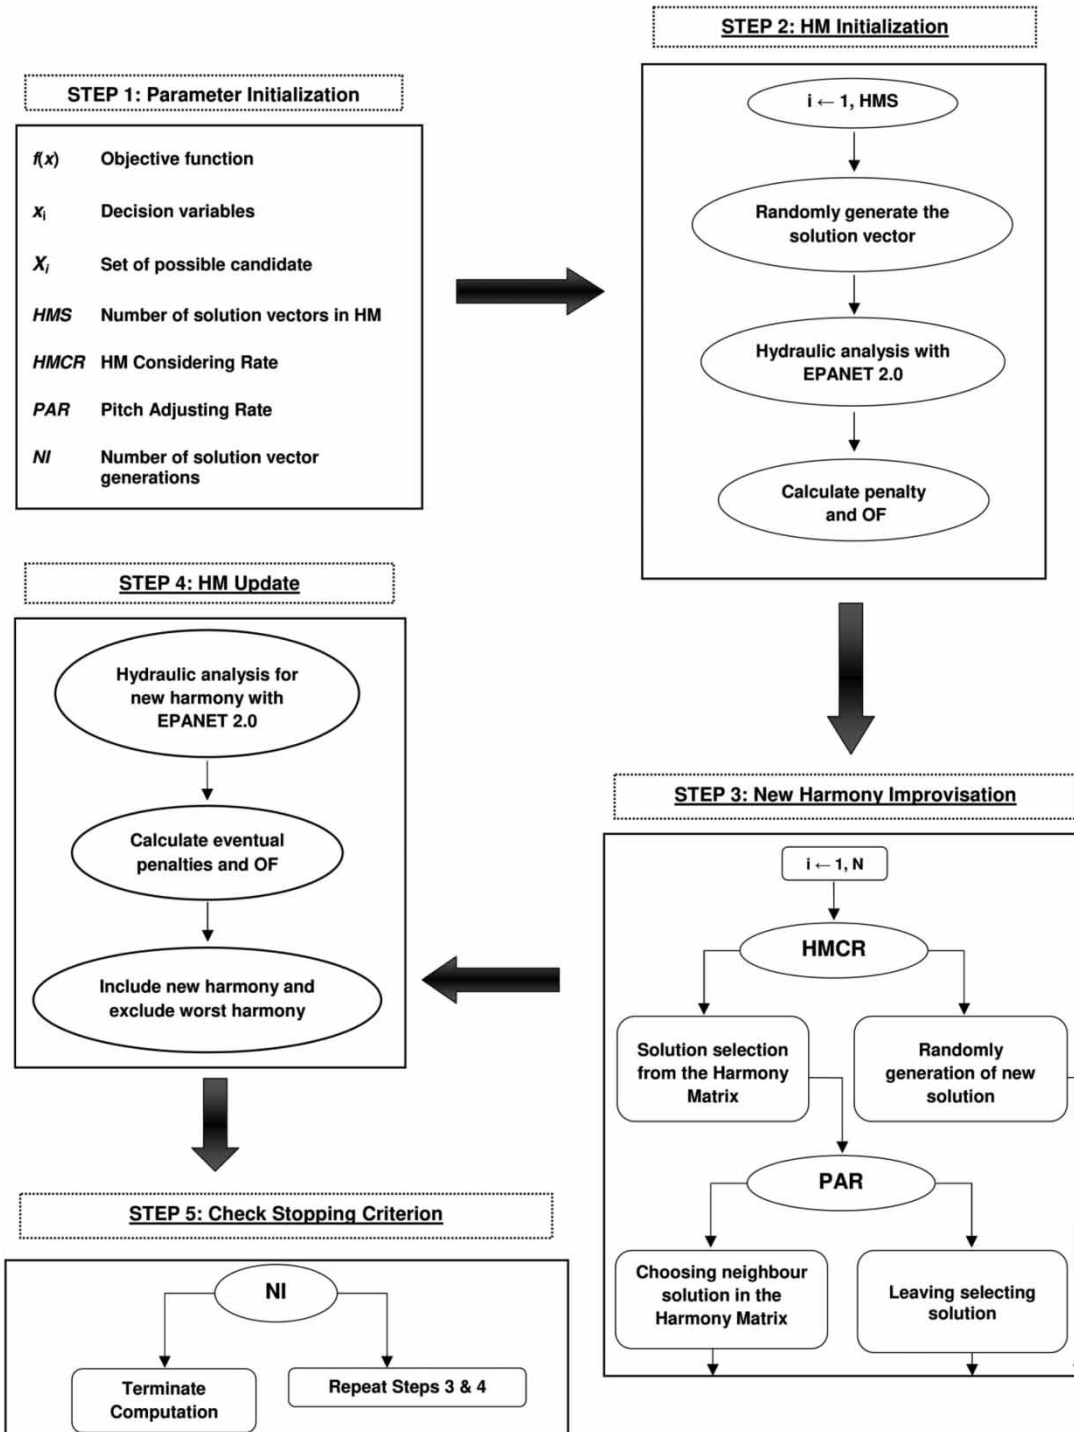 STEP 1: Parameter Initialization
f(x) Objective function
xi Decision variables
Xi Set of possible candidate
HMS Number of solution vectors in HM
HMCR HM Considering Rate
PAR Pitch Adjusting Rate
NI Number of solution vector
generations
STEP 2: HM Initialization
i ← 1, HMS
Randomly generate the
solution vector
Hydraulic analysis with
EPANET 2.0
Calculate penalty
and OF
STEP 3: New Harmony Improvisation
i ← 1, N
HMCR
Solution selection
from the Harmony
Matrix
Randomly
generation of new
solution
PAR
Choosing neighbour
solution in the
Harmony Matrix
Leaving selecting
solution
STEP 4: HM Update
Hydraulic analysis for
new harmony with
EPANET 2.0
Calculate eventual
penalties and OF
Include new harmony and
exclude worst harmony
STEP 5: Check Stopping Criterion
NI
Terminate
Computation
Repeat Steps 3 & 4